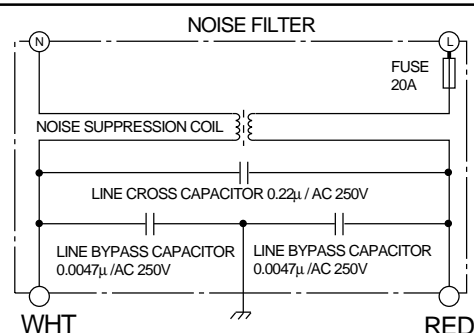 NOISE FILTER
N
L
FUSE
20A
NOISE SUPPRESSION COIL
LINE CROSS CAPACITOR 0.22μ / AC 250V
LINE BYPASS CAPACITOR
0.0047μ /AC 250V
LINE BYPASS CAPACITOR
0.0047μ /AC 250V
WHT
RED